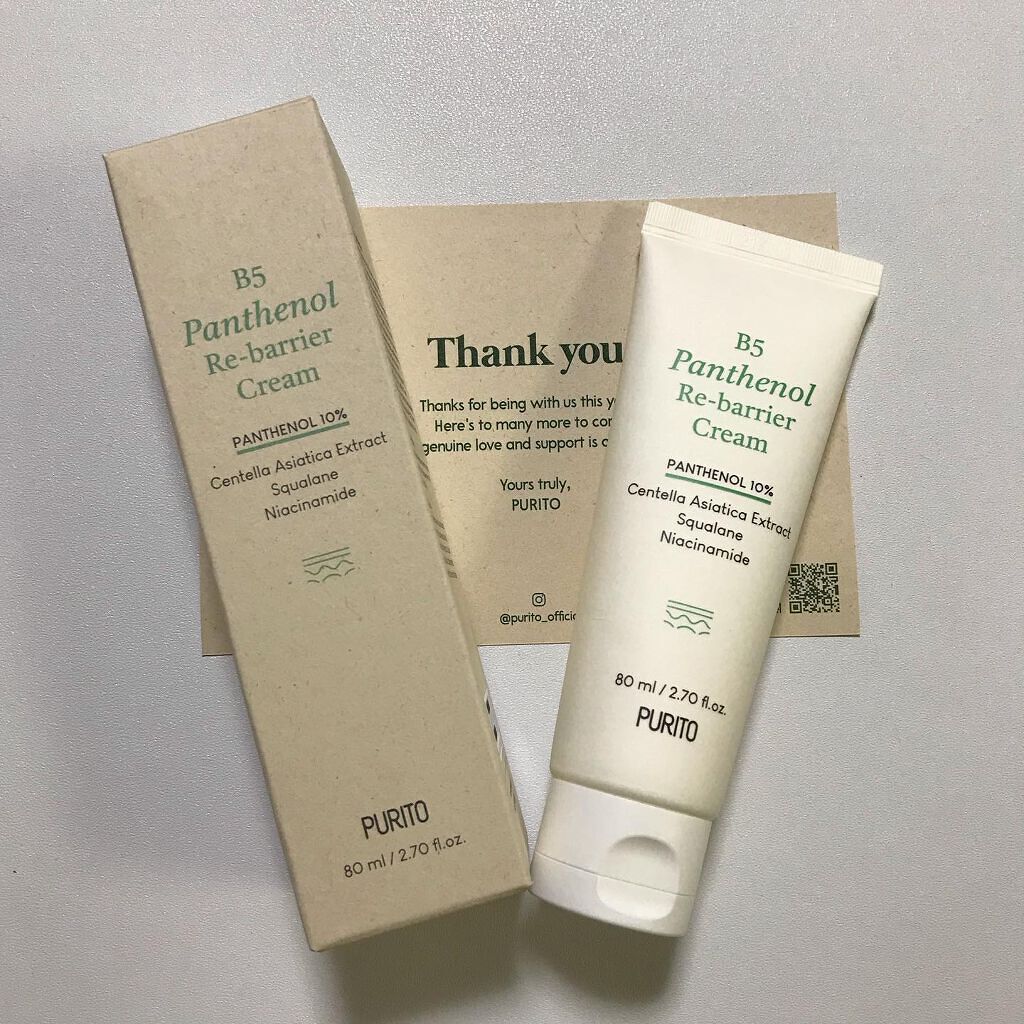 B5
Panthenol
Re-barrier
Cream
PANTHENOL 10%
Centella Asiatica Extract
Squalane
Niacinamide
PURITO
80 ml / 2.70 fl.oz.
Thank you
Thanks for being with us this
Here's to many more to
genuine love and support is
Yours truly,
PURITO
B5
Panthenol
Re-barrier
Cream
PANTHENOL 10%
Centella Asiatica Extract
Squalane
Niacinamide
80 ml / 2.70 fl.oz.
PURITO